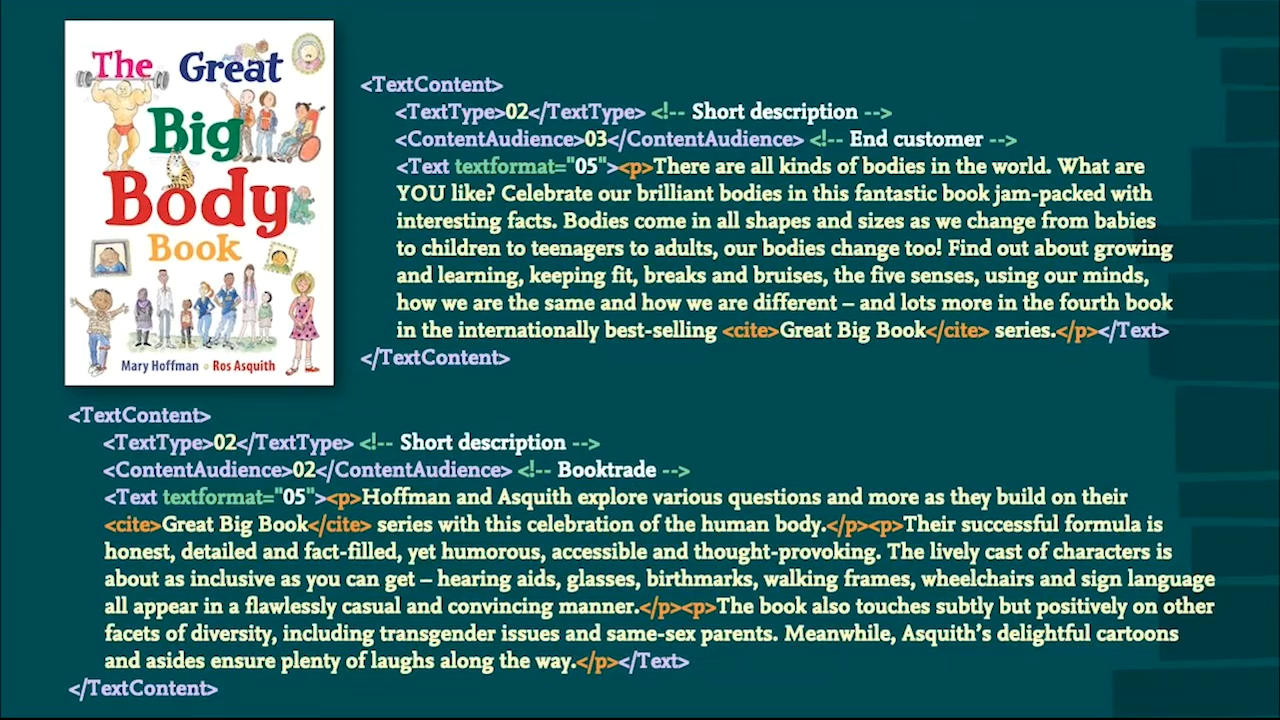 The Great
Big
Body
Book
Mary Hoffman • Ros Asquith
<TextContent>
<TextType>02</TextType> <!-- Short description -->
<ContentAudience>03</ContentAudience> <!-- End customer -->
<Text textformat="05"><p>There are all kinds of bodies in the world. What are
YOU like? Celebrate our brilliant bodies in this fantastic book jam-packed with
interesting facts. Bodies come in all shapes and sizes as we change from babies
to children to teenagers to adults, our bodies change too! Find out about growing
and learning, keeping fit, breaks and bruises, the five senses, using our minds,
how we are the same and how we are different – and lots more in the fourth book
in the internationally best-selling <cite>Great Big Book</cite> series.</p></Text>
</TextContent>
<TextContent>
<TextType>02</TextType> <!-- Short description -->
<ContentAudience>02</ContentAudience> <!-- Booktrade -->
<Text textformat="05"><p>Hoffman and Asquith explore various questions and more as they build on their
<cite>Great Big Book</cite> series with this celebration of the human body.</p><p>Their successful formula is
honest, detailed and fact-filled, yet humorous, accessible and thought-provoking. The lively cast of characters is
about as inclusive as you can get – hearing aids, glasses, birthmarks, walking frames, wheelchairs and sign language
all appear in a flawlessly casual and convincing manner.</p><p>The book also touches subtly but positively on other
facets of diversity, including transgender issues and same-sex parents. Meanwhile, Asquith's delightful cartoons
and asides ensure plenty of laughs along the way.</p></Text>
</TextContent>